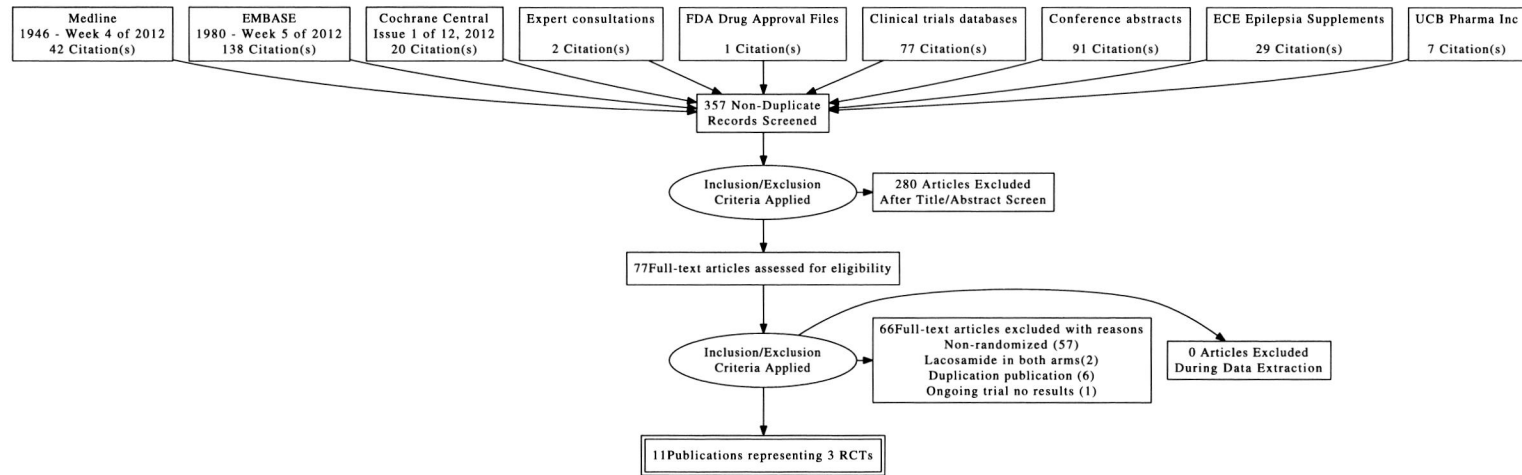 Medline
1946 - Week 4 of 2012
42 Citation(s)
EMBASE
1980 - Week 5 of 2012
138 Citation(s)
Cochrane Central
Issue 1 of 12, 2012
20 Citation(s)
Expert consultations
2 Citation(s)
FDA Drug Approval Files
1 Citation(s)
Clinical trials databases
77 Citation(s)
Conference abstracts
91 Citation(s)
ECE Epilepsia Supplements
29 Citation(s)
UCB Pharma Inc
7 Citation(s)
357 Non-Duplicate
Records Screened
Inclusion/Exclusion
Criteria Applied
280 Articles Excluded
After Title/Abstract Screen
77Full-text articles assessed for eligibility
Inclusion/Exclusion
Criteria Applied
66Full-text articles excluded with reasons
Non-randomized (57)
Lacosamide in both arms(2)
Duplication publication (6)
Ongoing trial no results (1)
0 Articles Excluded
During Data Extraction
11Publications representing 3 RCTs